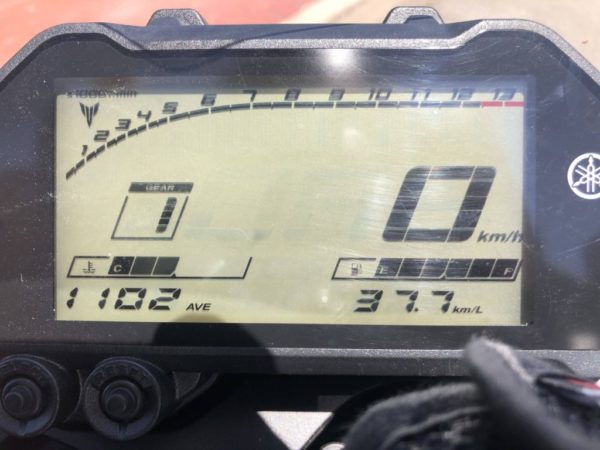 x1000r/min
1 2 3 4 5 6 7 8 9 10 11 12 13
GEAR
1
0 km/h
C
E F
1102 AVE 37.7 km/L